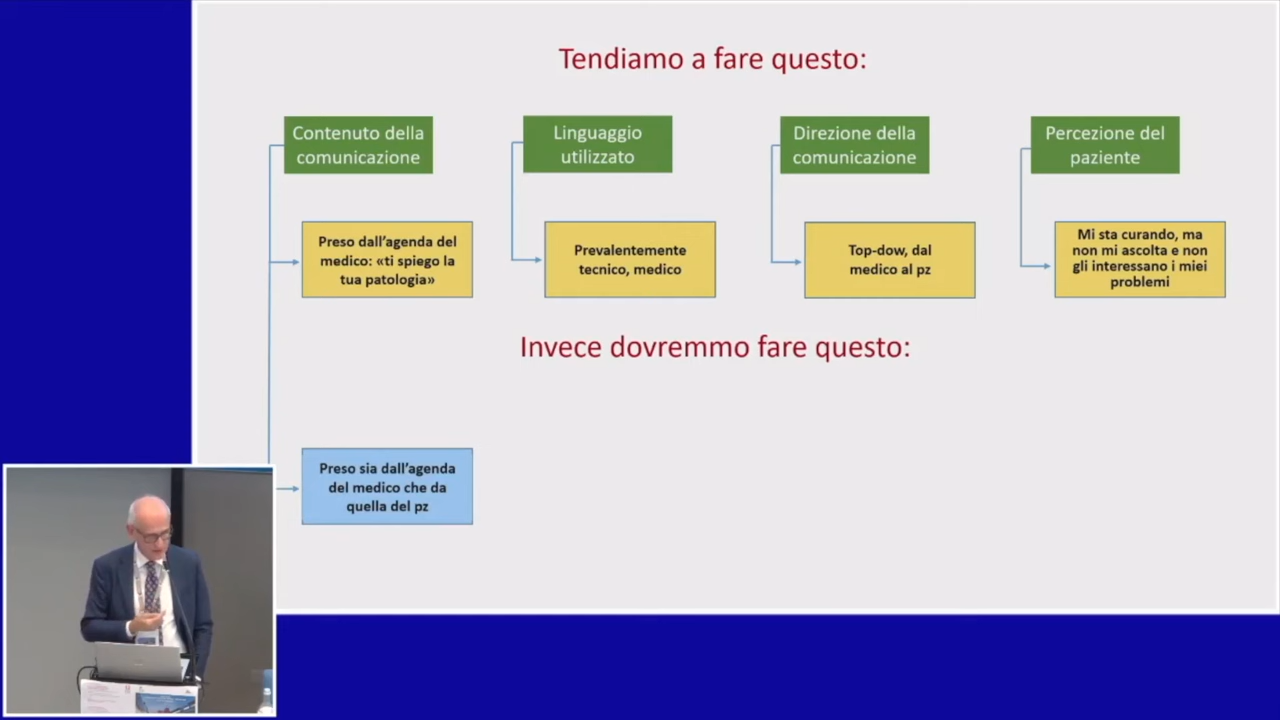 Tendiamo a fare questo:
Contenuto della
comunicazione
Linguaggio
utilizzato
Direzione della
comunicazione
Percezione del
paziente
Preso dall'agenda del
medico: «ti spiego la
tua patologia»
Prevalentemente
tecnico, medico
Top-dow, dal
medico al pz
Mi sta curando, ma
non mi ascolta e non
gli interessano i miei
problemi
Invece dovremmo fare questo:
Preso sia dall'agenda
del medico che da
quella del pz